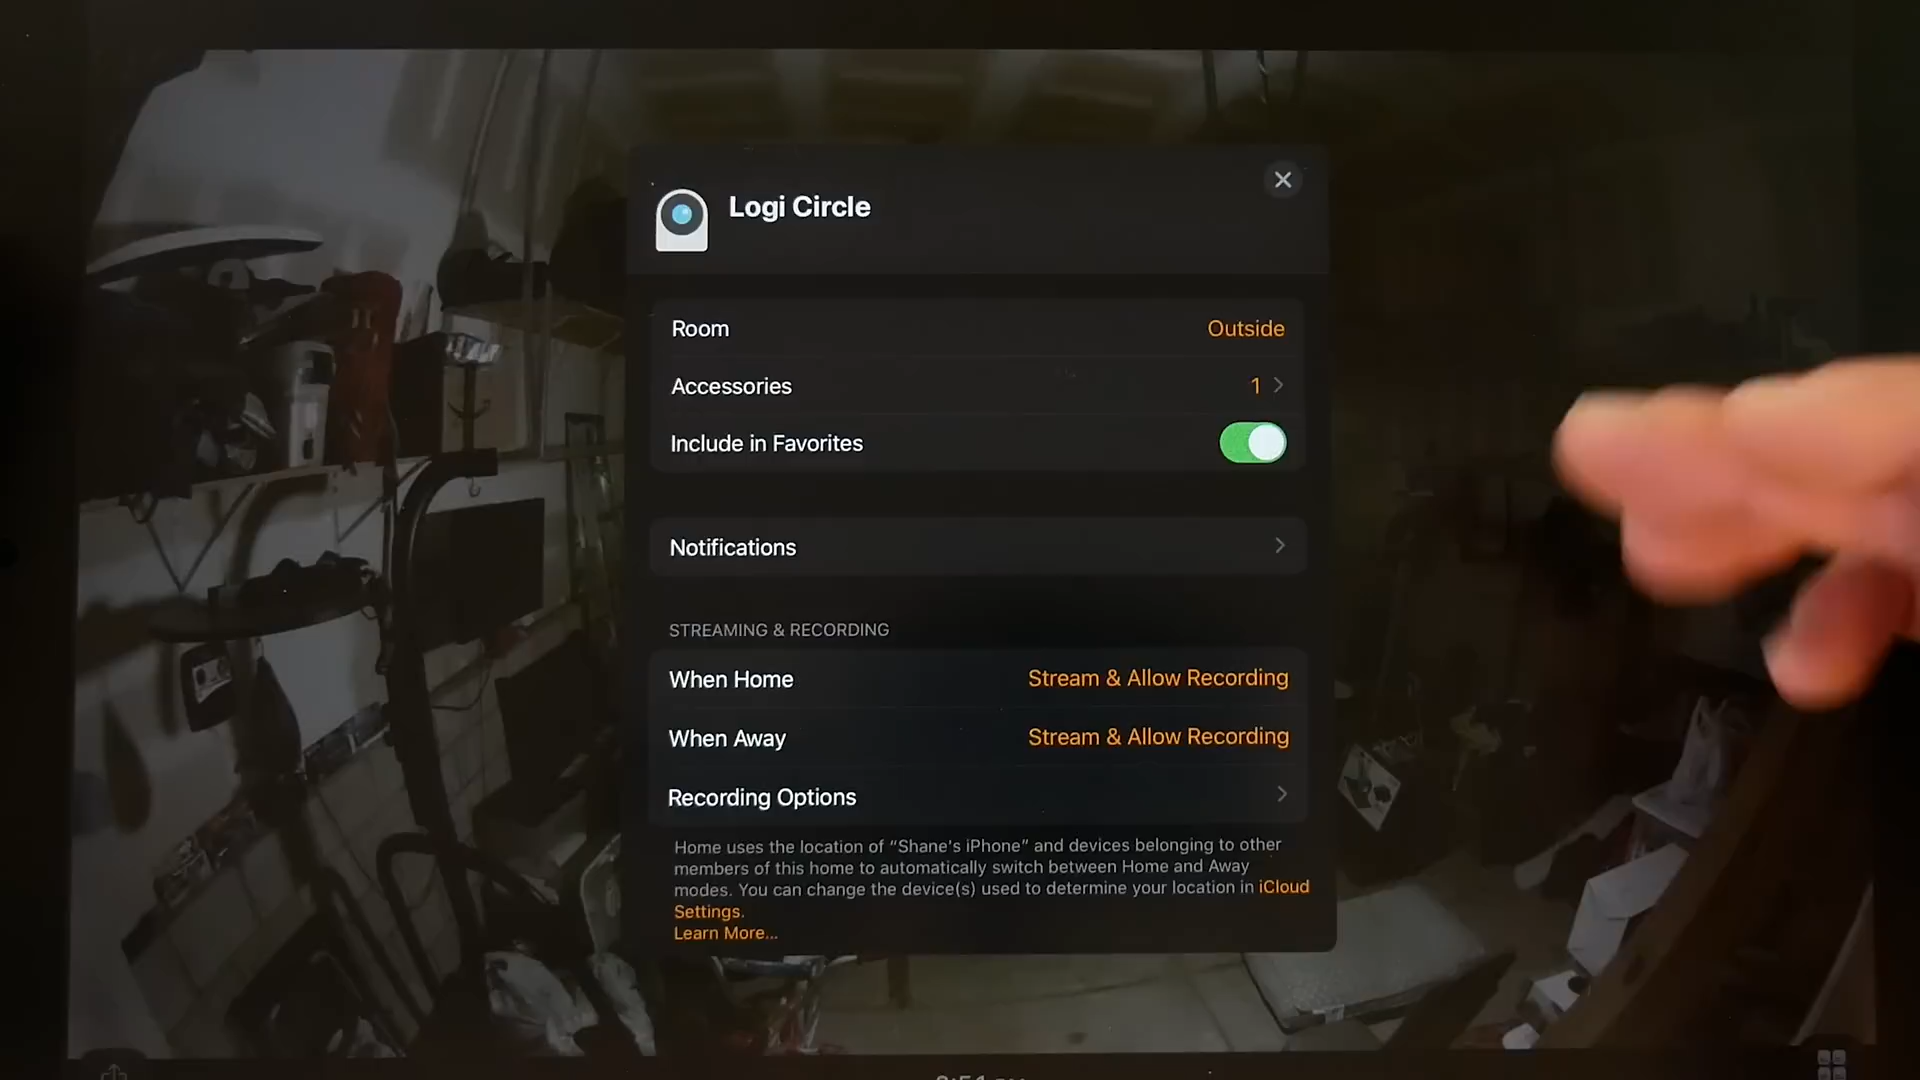 Logi Circle
Room Outside
Accessories 1
Include in Favorites
Notifications
STREAMING & RECORDING
When Home Stream & Allow Recording
When Away Stream & Allow Recording
Recording Options
Home uses the location of “Shane’s iPhone” and devices belonging to other
members of this home to automatically switch between Home and Away
modes. You can change the device(s) used to determine your location in iCloud
Settings.
Learn More...